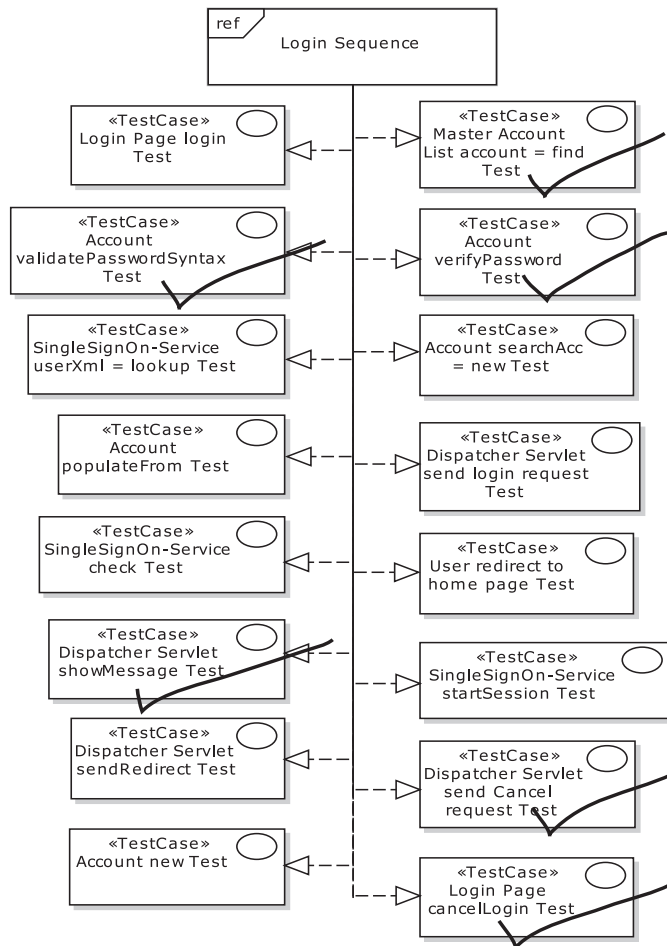 ref
Login Sequence
«TestCase»
Login Page login
Test
«TestCase»
Master Account
List account = find
Test
«TestCase»
Account
validatePasswordSyntax
Test
«TestCase»
Account
verifyPassword
Test
«TestCase»
SingleSignOn-Service
userXml = lookup Test
«TestCase»
Account searchAcc
= new Test
«TestCase»
Account
populateFrom Test
«TestCase»
Dispatcher Servlet
send login request
Test
«TestCase»
SingleSignOn-Service
check Test
«TestCase»
User redirect to
home page Test
«TestCase»
Dispatcher Servlet
showMessage Test
«TestCase»
SingleSignOn-Service
startSession Test
«TestCase»
Dispatcher Servlet
sendRedirect Test
«TestCase»
Dispatcher Servlet
send Cancel
request Test
«TestCase»
Account new Test
«TestCase»
Login Page
cancelLogin Test